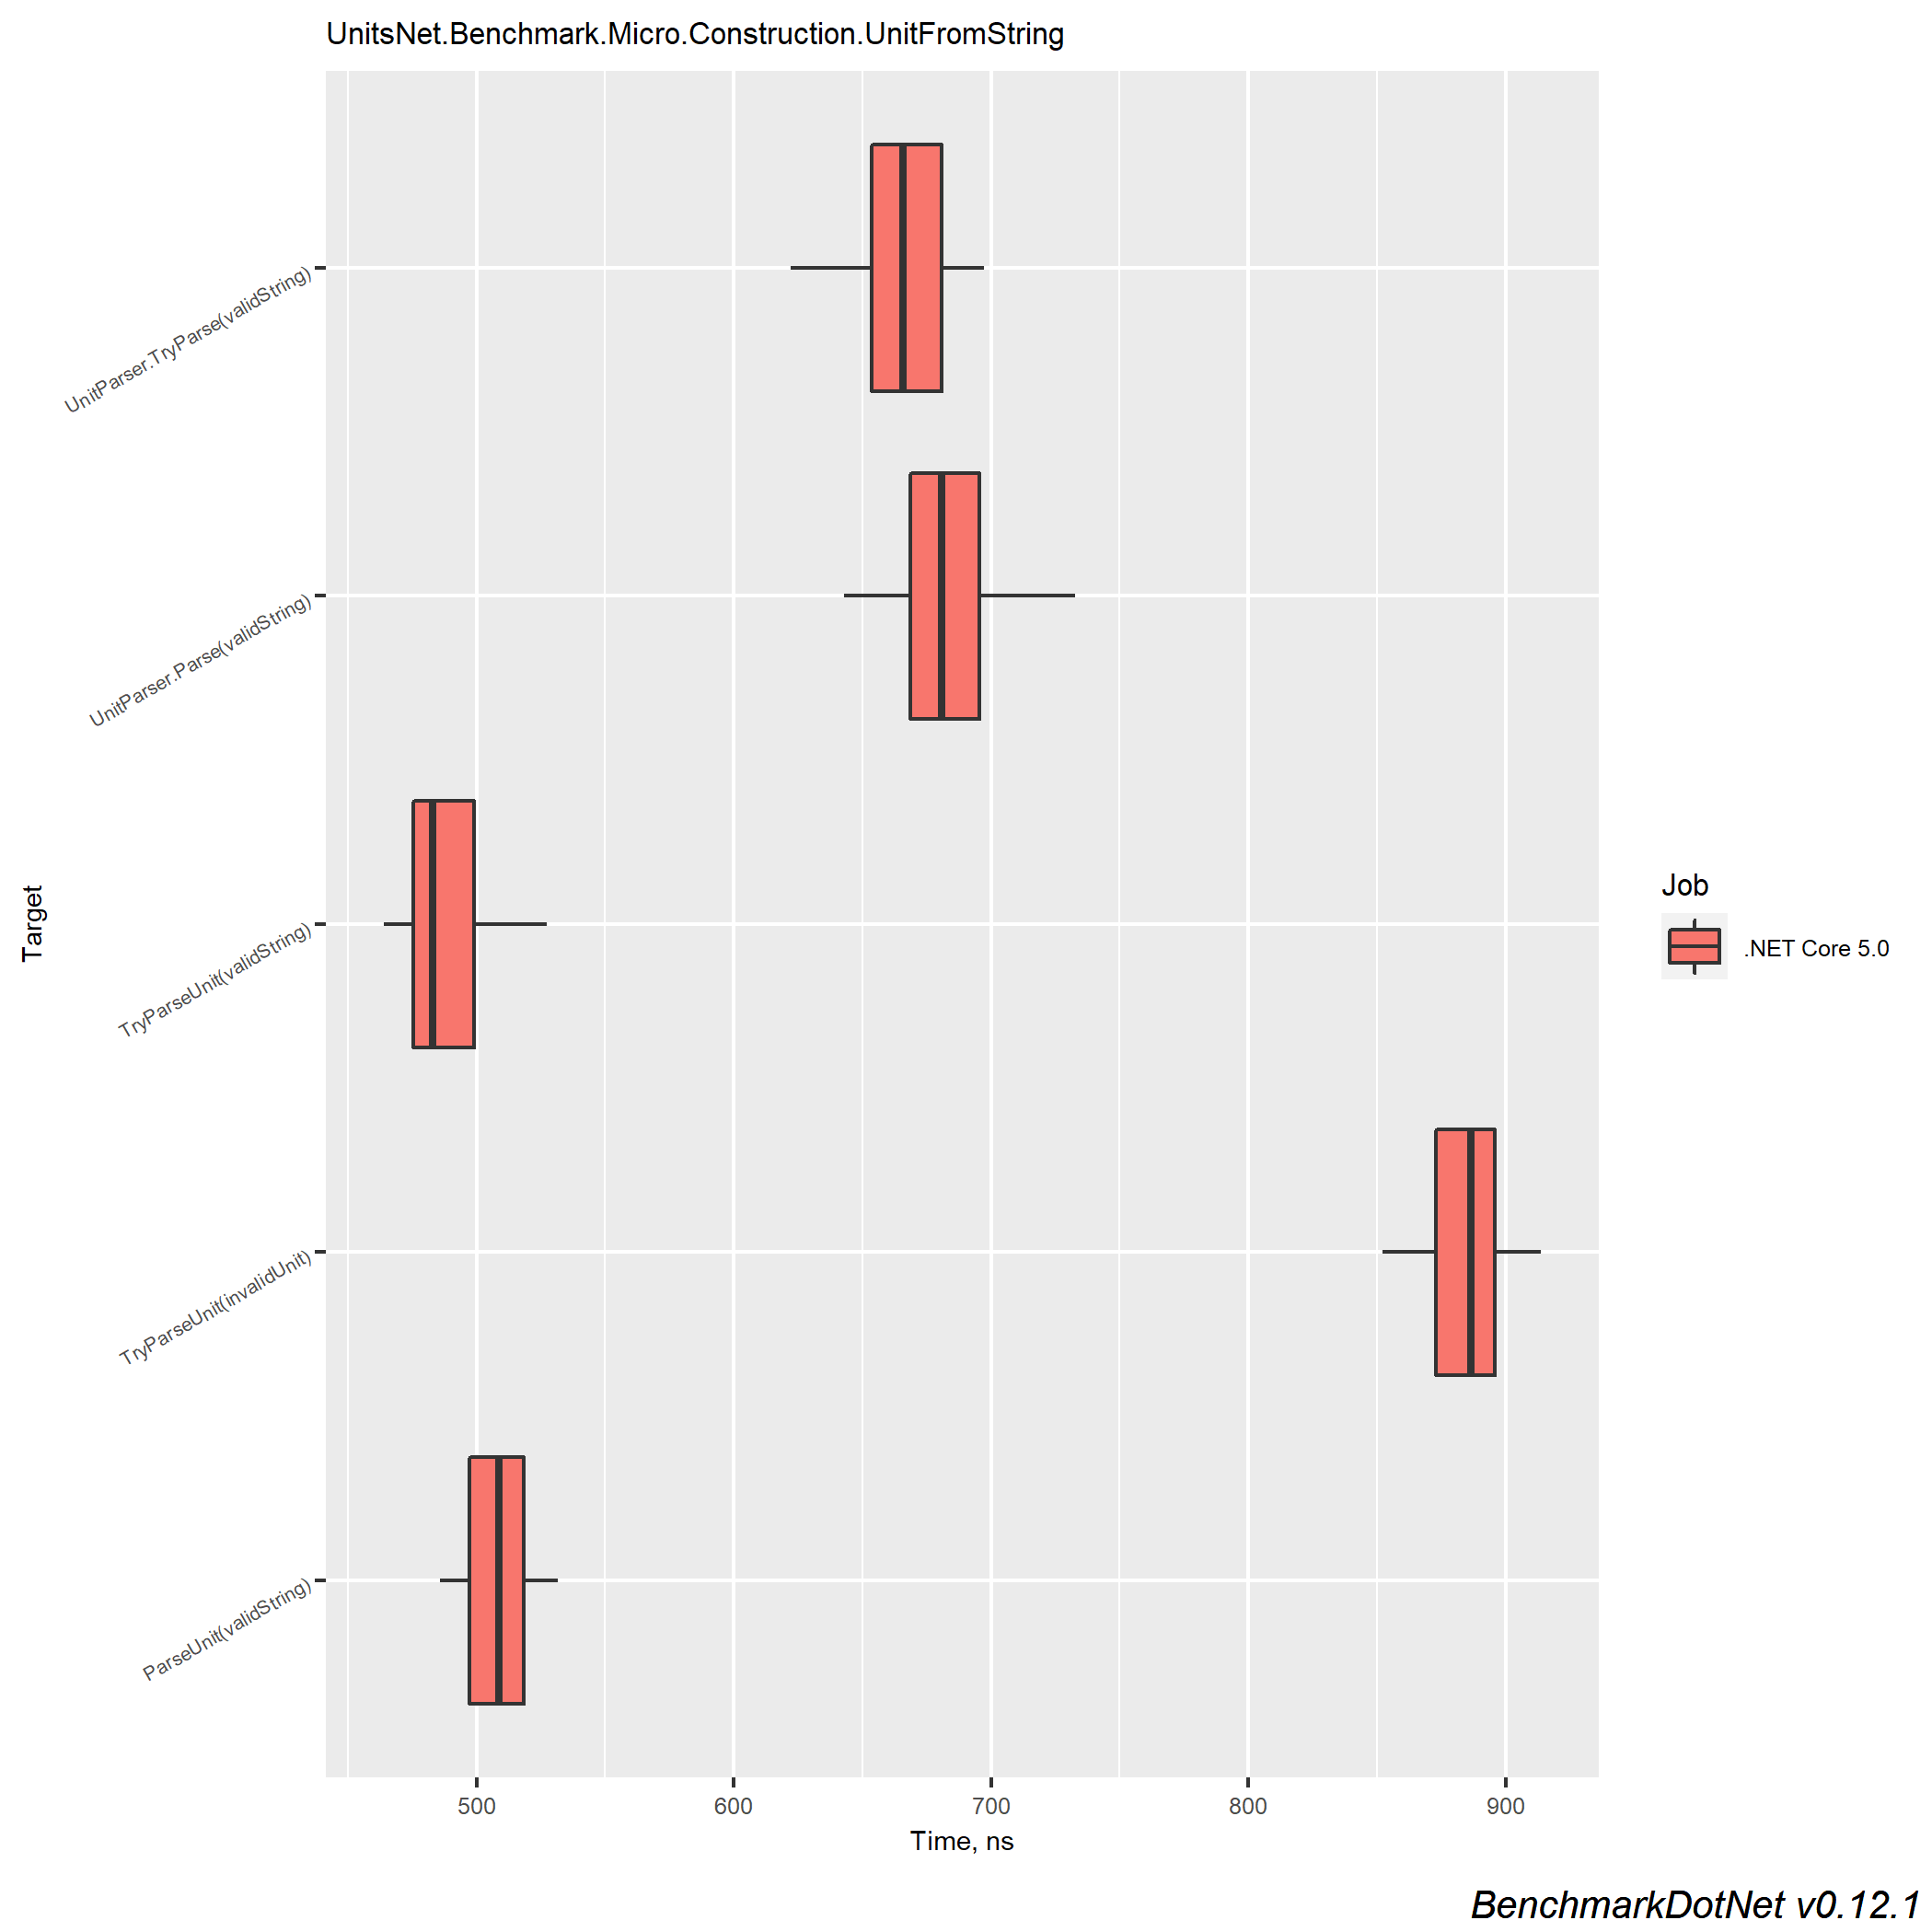 UnitsNet.Benchmark.Micro.Construction.UnitFromString
UnitParser.TryParse(validString)
UnitParser.Parse(validString)
TryParseUnit(validString)
TryParseUnit(invalidUnit)
ParseUnit(validString)
Target
500 600 700 800 900
Time, ns
Job
.NET Core 5.0
BenchmarkDotNet v0.12.1